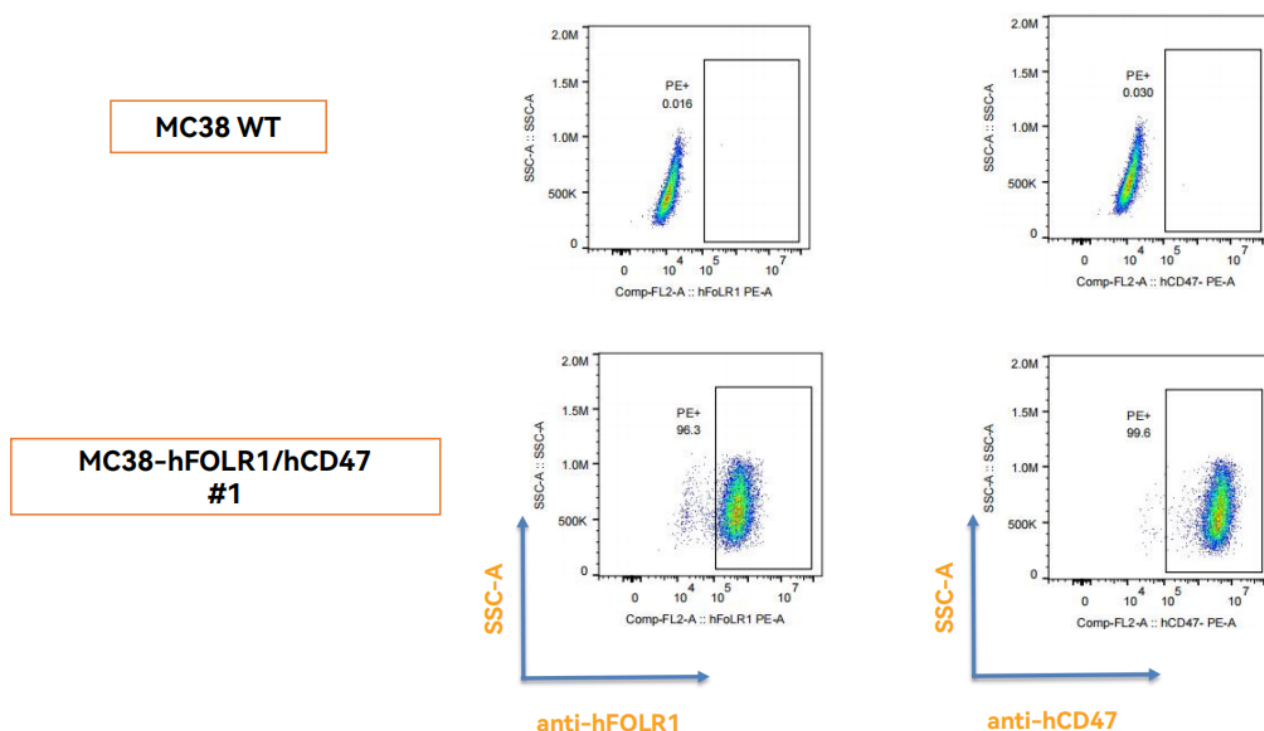 MC38 WT
2.0M
1.5M
1.0M
500K
0
SSC-A :: SSC-A
PE+
0.016
0 10^4 10^5 10^7
Comp-FL2-A :: hFoLR1 PE-A
2.0M
1.5M
1.0M
500K
0
SSC-A :: SSC-A
PE+
0.030
0 10^4 10^5 10^7
Comp-FL2-A :: hCD47- PE-A
MC38-hFOLR1/hCD47
#1
2.0M
1.5M
1.0M
500K
0
SSC-A :: SSC-A
PE+
96.3
0 10^4 10^5 10^7
Comp-FL2-A :: hFoLR1 PE-A
SSC-A
anti-hFOLR1
2.0M
1.5M
1.0M
500K
0
SSC-A :: SSC-A
PE+
99.6
0 10^4 10^5 10^7
Comp-FL2-A :: hCD47- PE-A
SSC-A
anti-hCD47